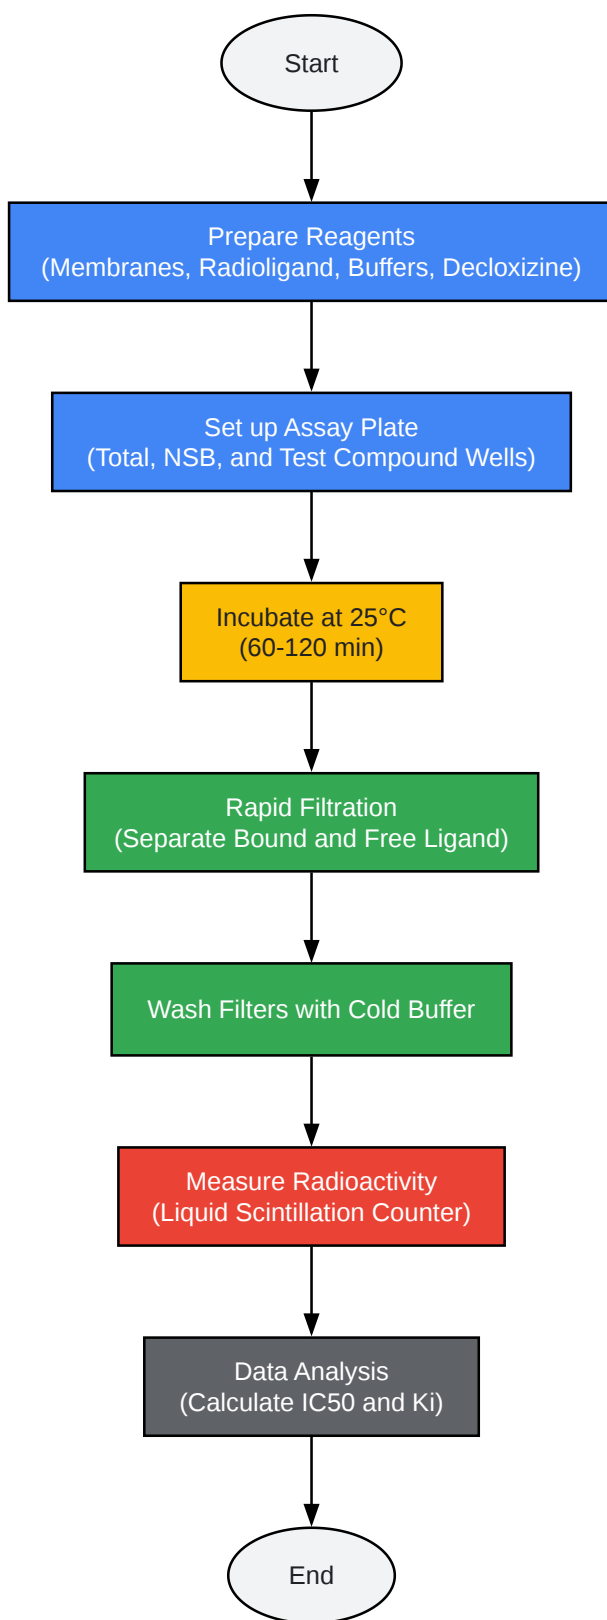 Start
Prepare Reagents
(Membranes, Radioligand, Buffers, Decloxizine)
Set up Assay Plate
(Total, NSB, and Test Compound Wells)
Incubate at 25°C
(60-120 min)
Rapid Filtration
(Separate Bound and Free Ligand)
Wash Filters with Cold Buffer
Measure Radioactivity
(Liquid Scintillation Counter)
Data Analysis
(Calculate IC50 and Ki)
End